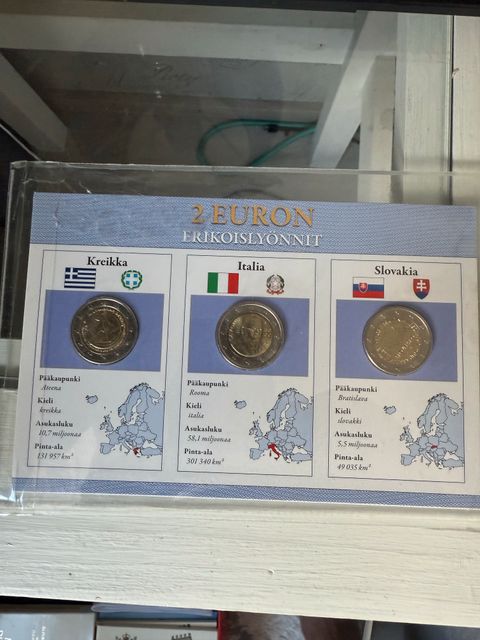 2 EURON
ERIKOISLYÖNNIT
Kreikka
Pääkaupunki
Ateena
Kieli
kreikka
Asukasluku
10,7 miljoonaa
Pinta-ala
131 957 km²
Italia
Pääkaupunki
Rooma
Kieli
italia
Asukasluku
58,1 miljoonaa
Pinta-ala
301 340 km²
Slovakia
Pääkaupunki
Bratislava
Kieli
slovakki
Asukasluku
5,5 miljoonaa
Pinta-ala
49 035 km²